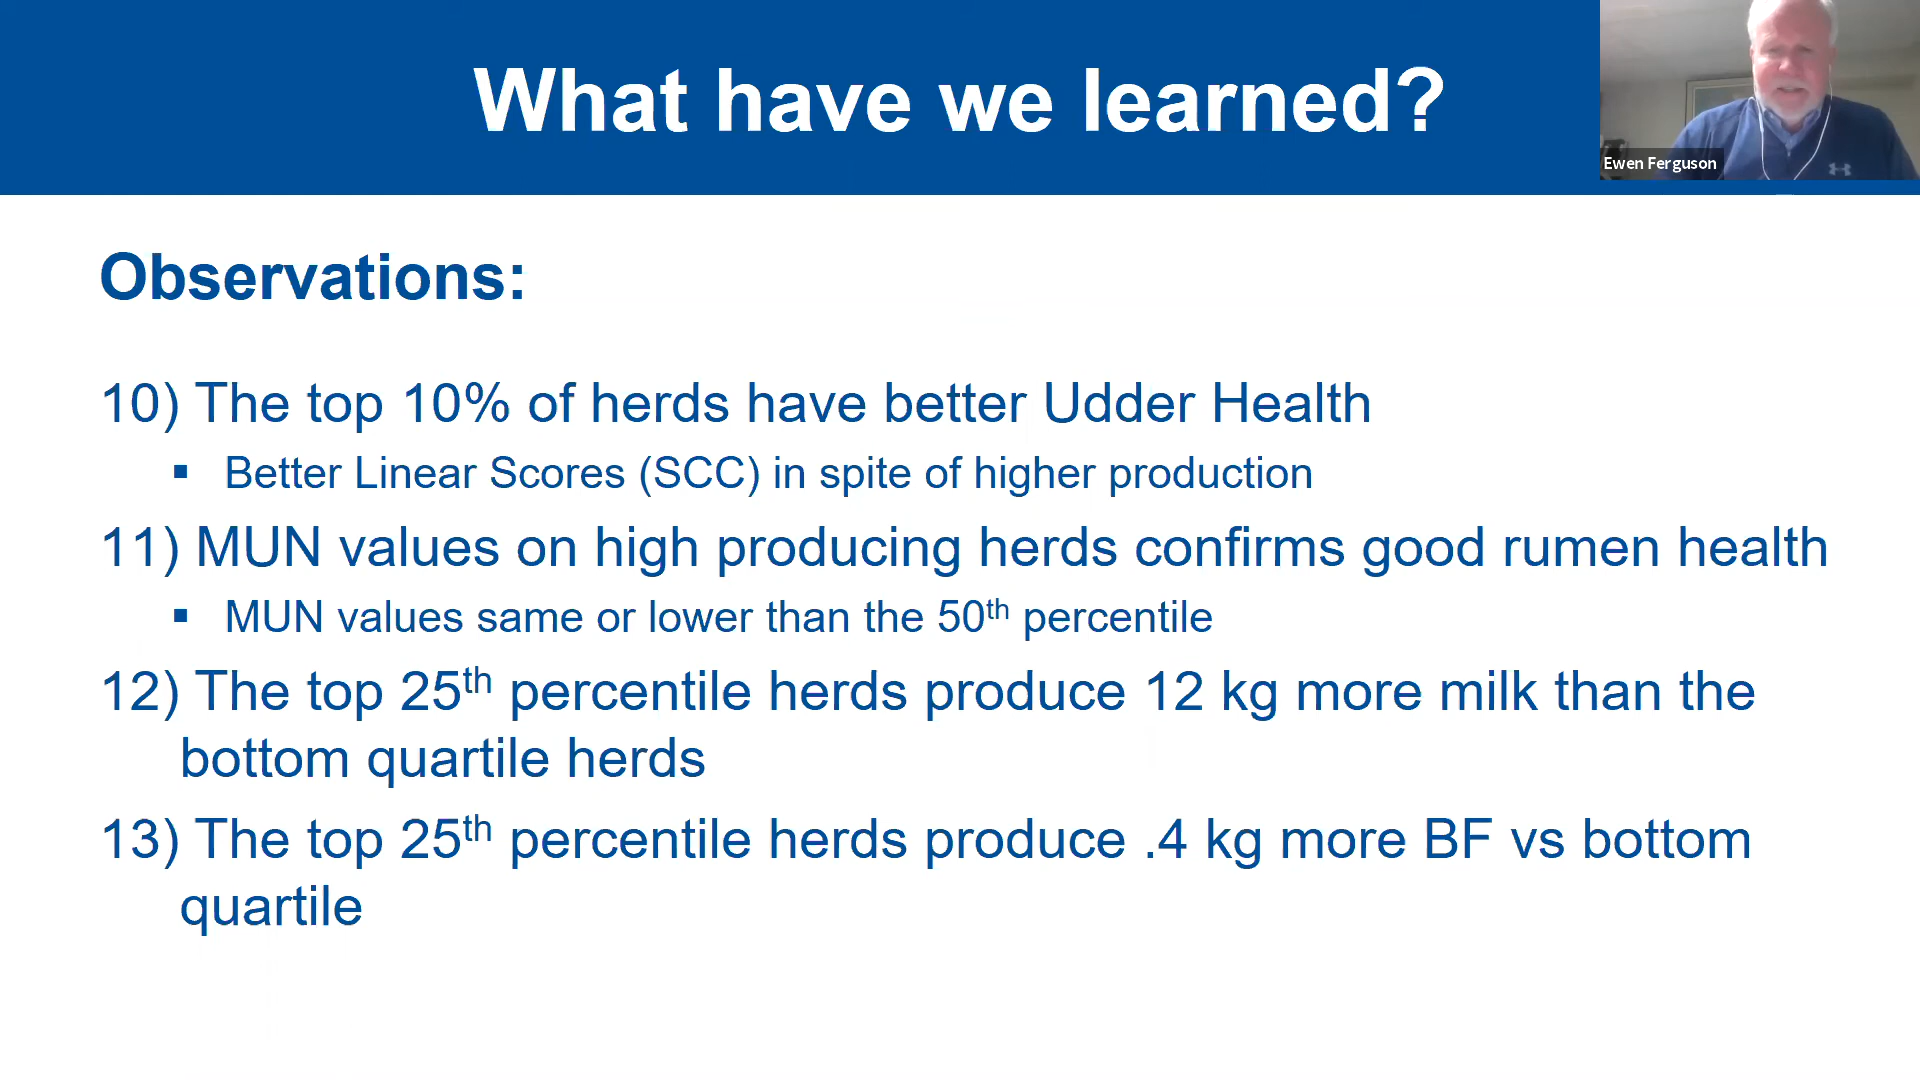 What have we learned?
Ewen Ferguson
Observations:
10) The top 10% of herds have better Udder Health
▪ Better Linear Scores (SCC) in spite of higher production
11) MUN values on high producing herds confirms good rumen health
▪ MUN values same or lower than the 50th percentile
12) The top 25th percentile herds produce 12 kg more milk than the
bottom quartile herds
13) The top 25th percentile herds produce .4 kg more BF vs bottom
quartile